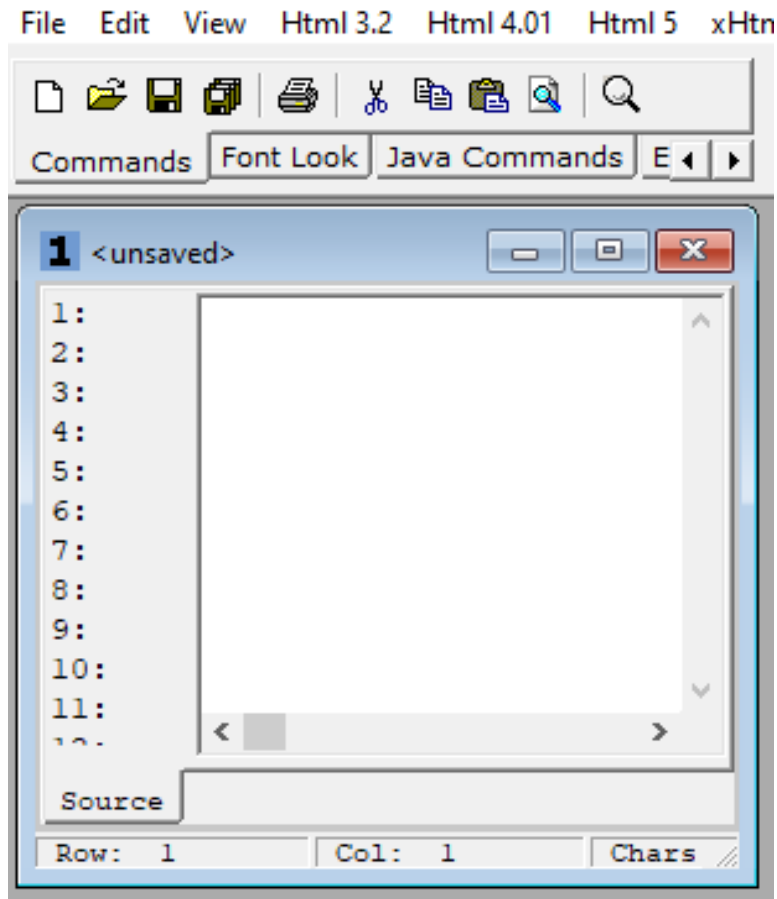 File Edit View Html 3.2 Html 4.01 Html 5 xHtm
Commands Font Look Java Commands E
1 <unsaved>
1:
2:
3:
4:
5:
6:
7:
8:
9:
10:
11:
Source
Row: 1 Col: 1 Chars